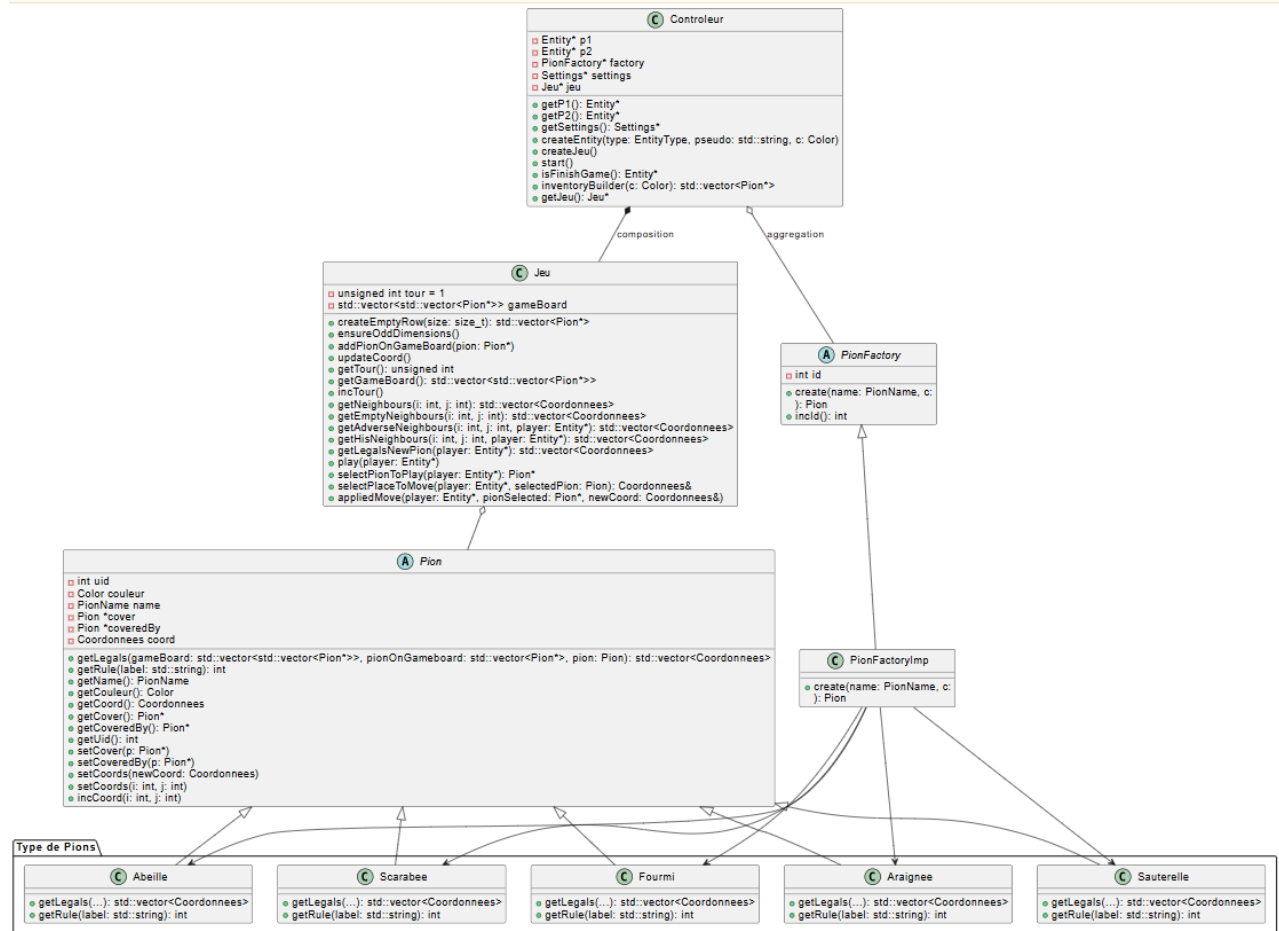 C Controleur
Entity* p1
Entity* p2
PionFactory* factory
Settings* settings
Jeu* jeu
getP1(): Entity*
getP2(): Entity*
getSettings(): Settings*
createEntity(type: EntityType, pseudo: std::string, c: Color)
createJeu()
start()
isFinishGame(): Entity*
inventoryBuilder(c: Color): std::vector<Pion*>
getJeu(): Jeu*
composition
aggregation
C Jeu
unsigned int tour = 1
std::vector<std::vector<Pion*>> gameBoard
createEmptyRow(size: size_t): std::vector<Pion*>
ensureOddDimensions()
addPionOnGameBoard(pion: Pion*)
updateCoord()
getTour(): unsigned int
getGameBoard(): std::vector<std::vector<Pion*>>
incTour()
getNeighbours(i: int, j: int): std::vector<Coordonnees>
getEmptyNeighbours(i: int, j: int): std::vector<Coordonnees>
getAdverseNeighbours(i: int, j: int, player: Entity*): std::vector<Coordonnees>
getHisNeighbours(i: int, j: int, player: Entity*): std::vector<Coordonnees>
getLegalsNewPion(player: Entity*): std::vector<Coordonnees>
play(player: Entity*)
selectPionToPlay(player: Entity*): Pion*
selectPlaceToMove(player: Entity*, selectedPion: Pion): Coordonnees&
appliedMove(player: Entity*, pionSelected: Pion*, newCoord: Coordonnees&)
A PionFactory
int id
create(name: PionName, c:
): Pion
incId(): int
A Pion
int uid
Color couleur
PionName name
Pion *cover
Pion *coveredBy
Coordonnees coord
getLegals(gameBoard: std::vector<std::vector<Pion*>>, pionOnGameboard: std::vector<Pion*>, pion: Pion): std::vector<Coordonnees>
getRule(label: std::string): int
getName(): PionName
getCouleur(): Color
getCoord(): Coordonnees
getCover(): Pion*
getCoveredBy(): Pion*
getUid(): int
setCover(p: Pion*)
setCoveredBy(p: Pion*)
setCoords(newCoord: Coordonnees)
setCoords(i: int, j: int)
incCoord(i: int, j: int)
C PionFactoryImp
create(name: PionName, c:
): Pion
Type de Pions
C Abeille
getLegals(...): std::vector<Coordonnees>
getRule(label: std::string): int
C Scarabee
getLegals(...): std::vector<Coordonnees>
getRule(label: std::string): int
C Fourmi
getLegals(...): std::vector<Coordonnees>
getRule(label: std::string): int
C Araignee
getLegals(...): std::vector<Coordonnees>
getRule(label: std::string): int
C Sauterelle
getLegals(...): std::vector<Coordonnees>
getRule(label: std::string): int